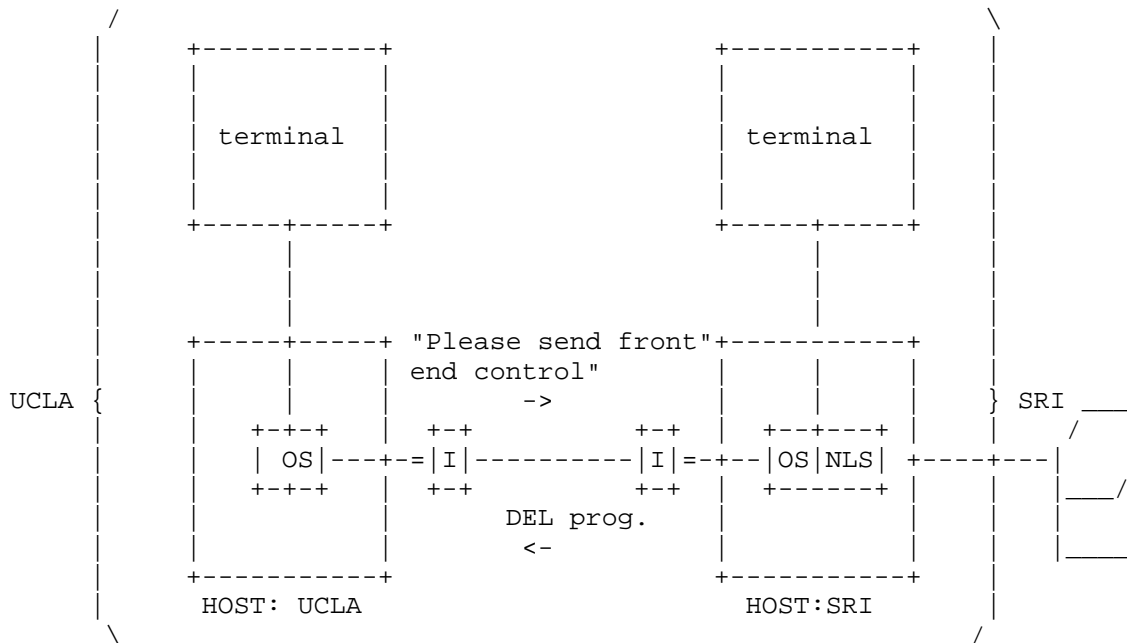 terminal terminal
"Please send front"
end control"
->
UCLA { } SRI
OS I I OS|NLS
DEL prog.
<-
HOST: UCLA HOST:SRI